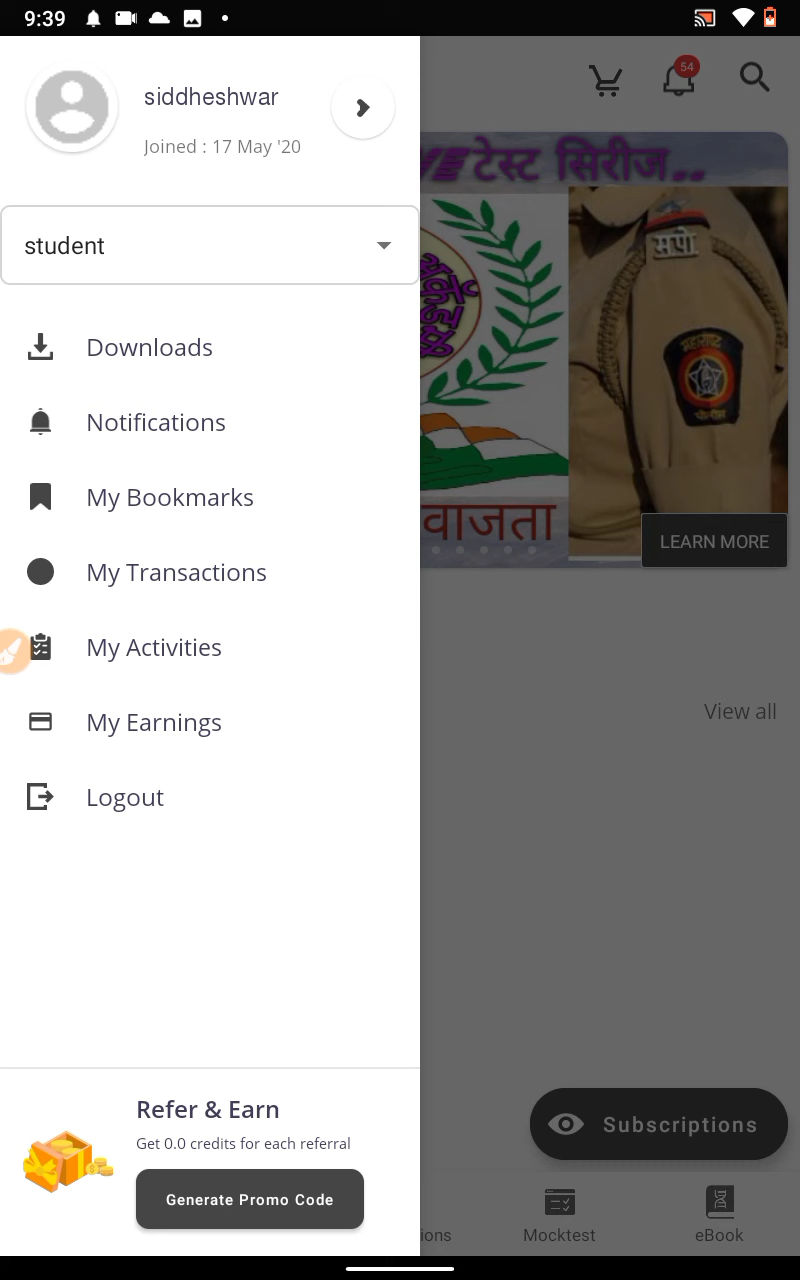 9:39
siddheshwar
Joined : 17 May '20
54
student
टेस्ट सिरीज..
मपो
महाराष्ट्र
पोलीस
वाजता
LEARN MORE
Downloads
Notifications
My Bookmarks
My Transactions
My Activities
My Earnings
Logout
View all
Refer & Earn
Get 0.0 credits for each referral
Generate Promo Code
Subscriptions
ions
Mocktest
eBook